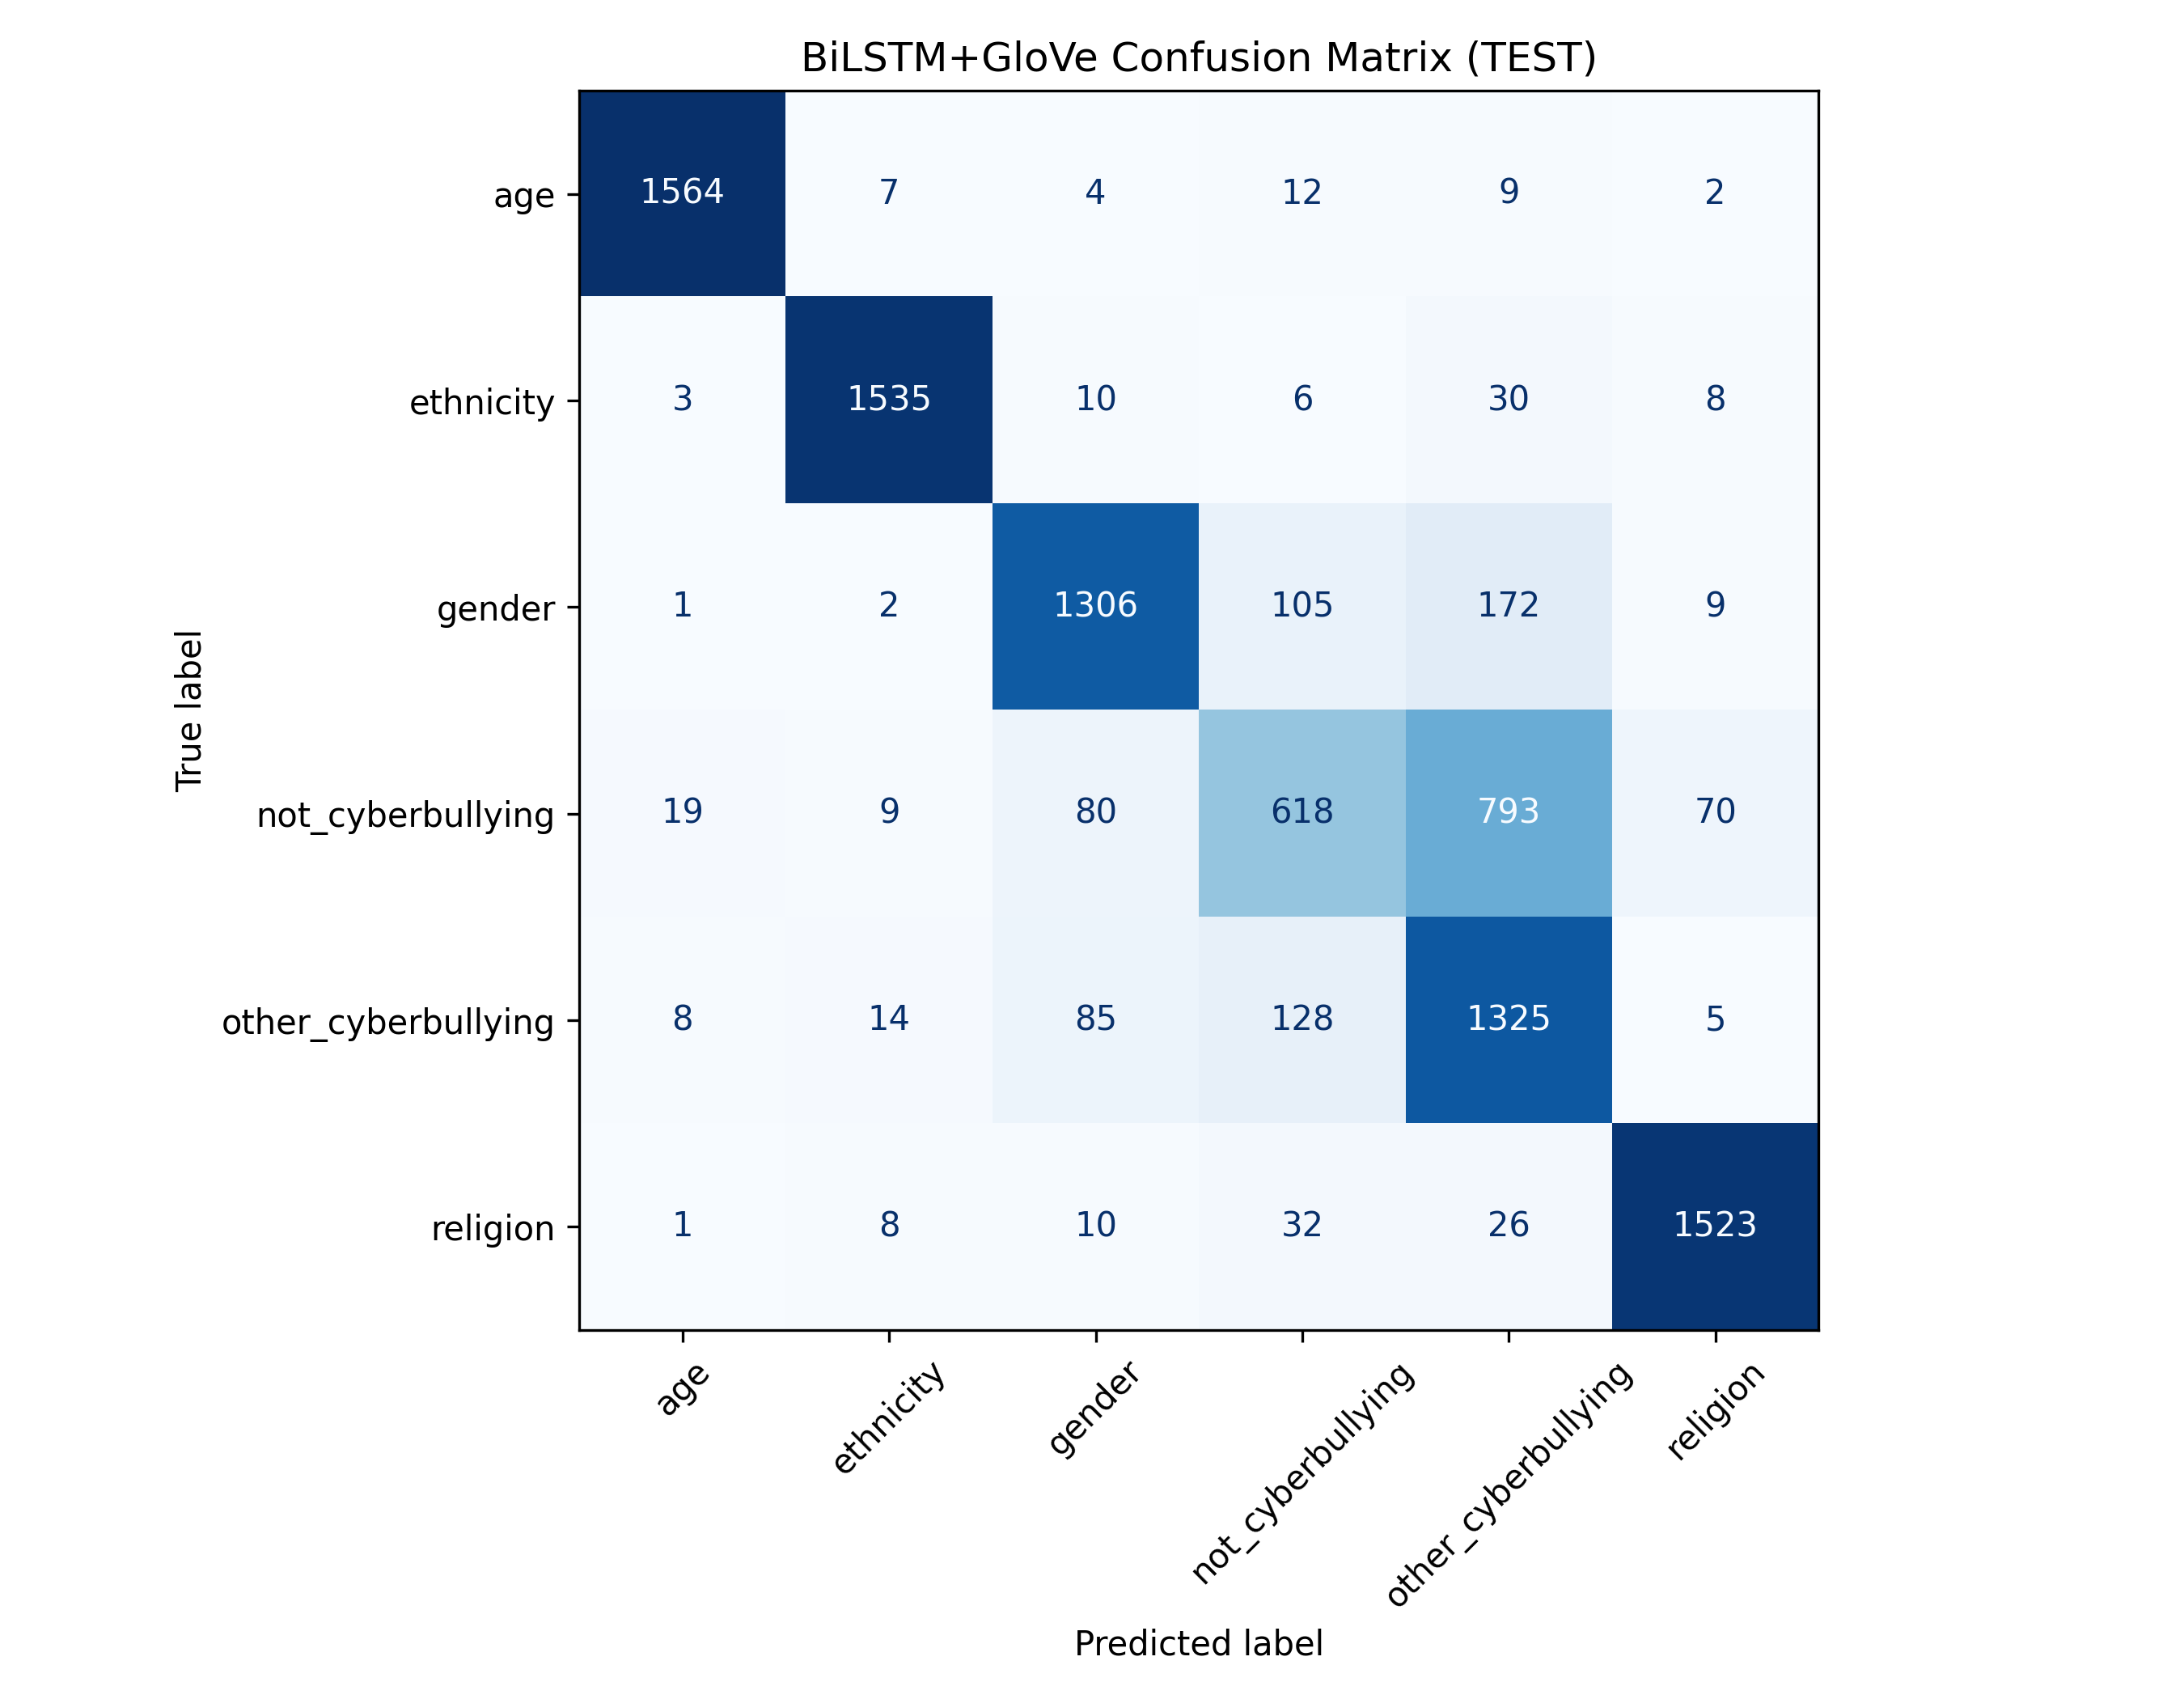 BiLSTM+GloVe Confusion Matrix (TEST)
True label
age 1564 7 4 12 9 2
ethnicity 3 1535 10 6 30 8
gender 1 2 1306 105 172 9
not_cyberbullying 19 9 80 618 793 70
other_cyberbullying 8 14 85 128 1325 5
religion 1 8 10 32 26 1523
age ethnicity gender not_cyberbullying other_cyberbullying religion
Predicted label